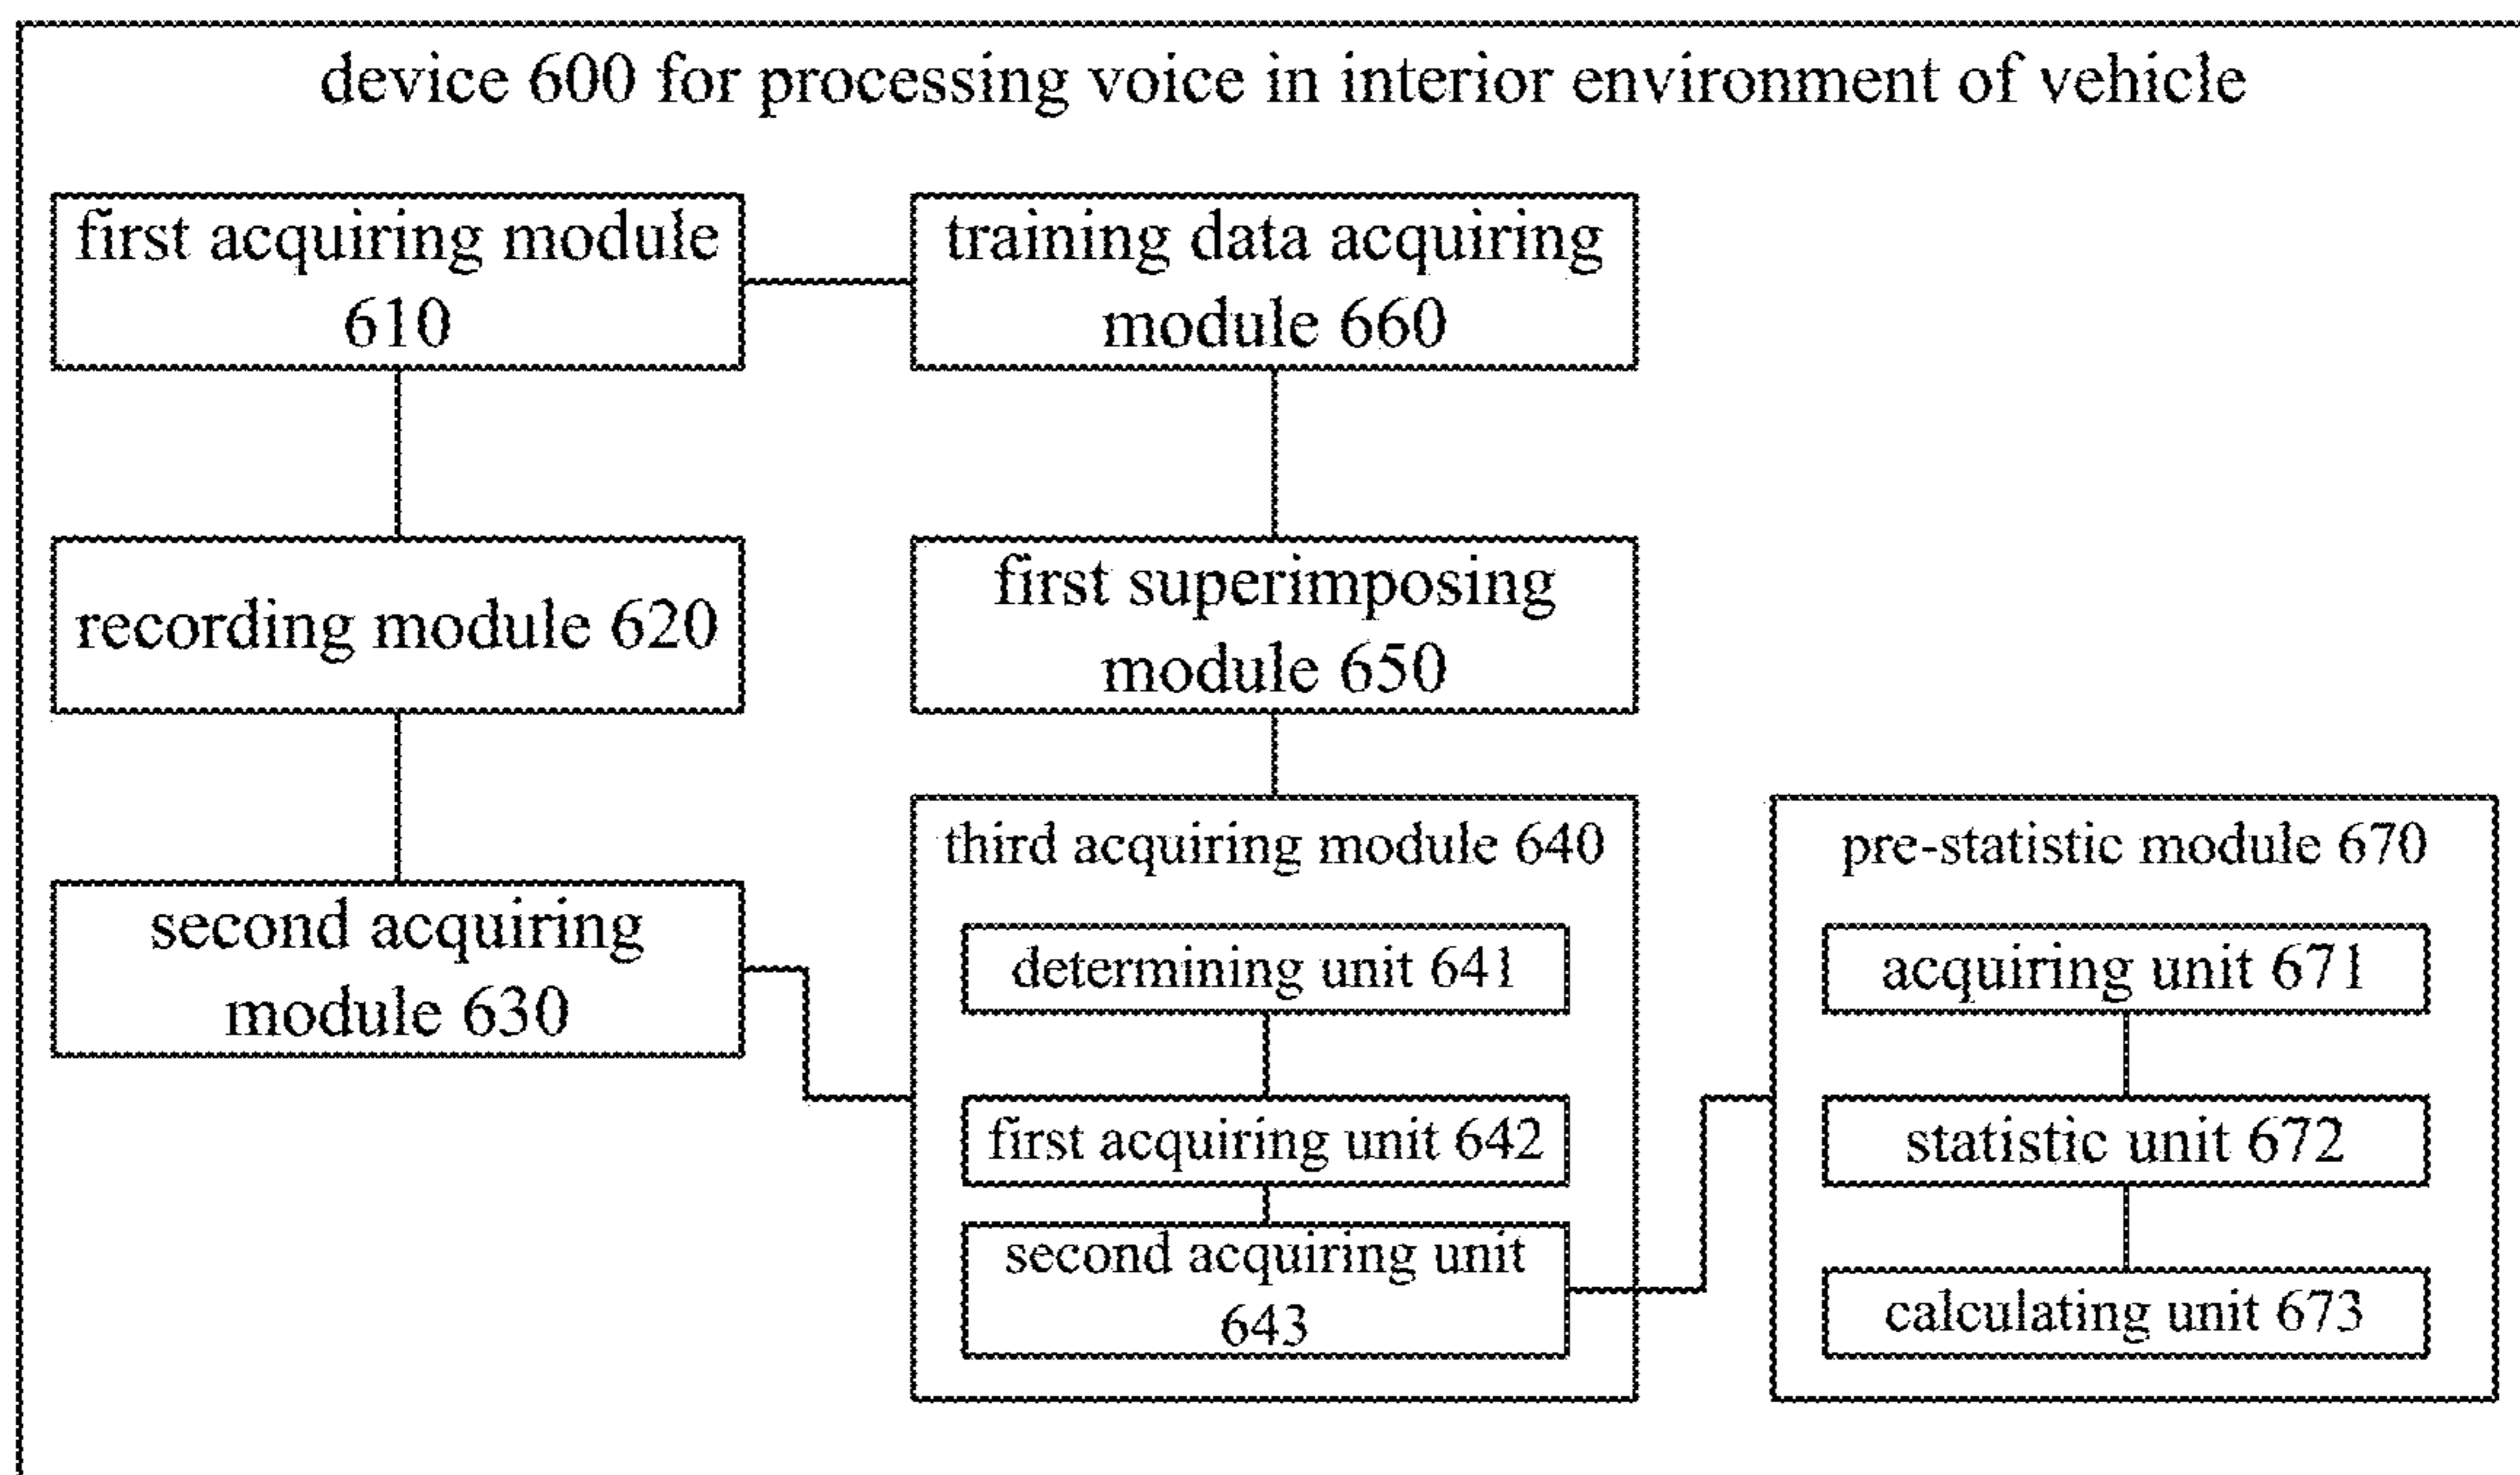 device 600 for processing voice in interior environment of vehicle
first acquiring module
610
training data acquiring
module 660
recording module 620
first superimposing
module 650
second acquiring
module 630
third acquiring module 640
determining unit 641
first acquiring unit 642
second acquiring unit
643
pre-statistic module 670
acquiring unit 671
statistic unit 672
calculating unit 673